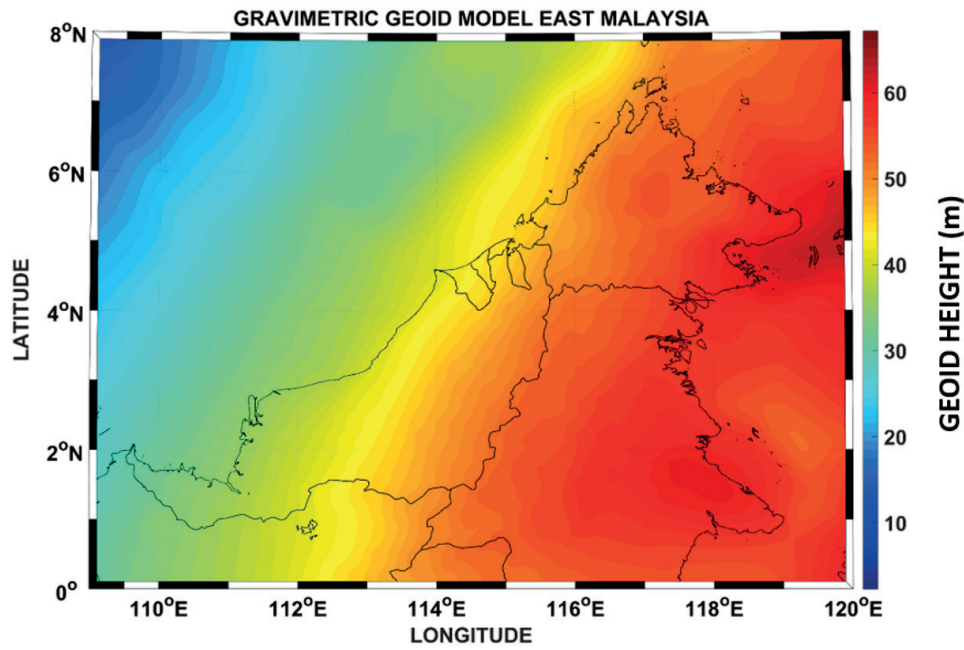 GRAVIMETRIC GEOID MODEL EAST MALAYSIA
8°N
6°N
4°N
2°N
0°
LATITUDE
110°E 112°E 114°E 116°E 118°E 120°E
LONGITUDE
60
50
40
30
20
10
GEOID HEIGHT (m)